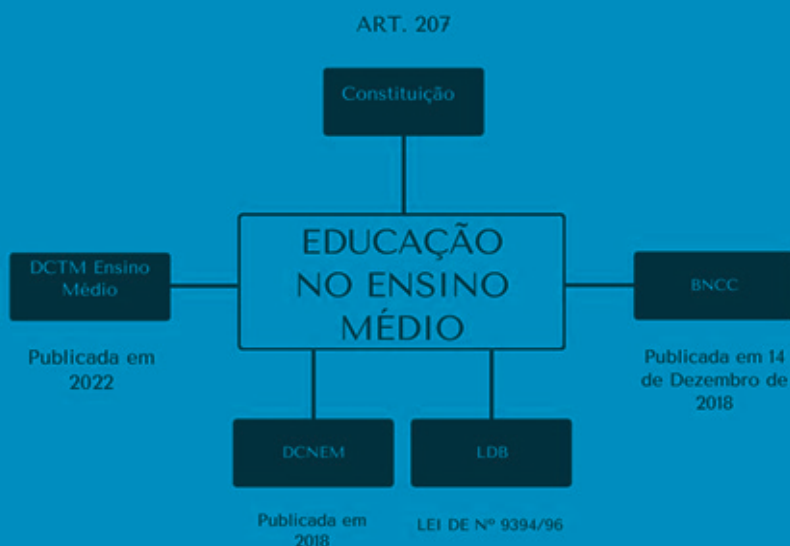 ART. 207
Constituição
EDUCAÇÃO
NO ENSINO
MÉDIO
DCTM Ensino
Médio
Publicada em
2022
BNCC
Publicada em 14
de Dezembro de
2018
DCNEM
Publicada em
2018
LDB
LEI DE Nº 9394/96